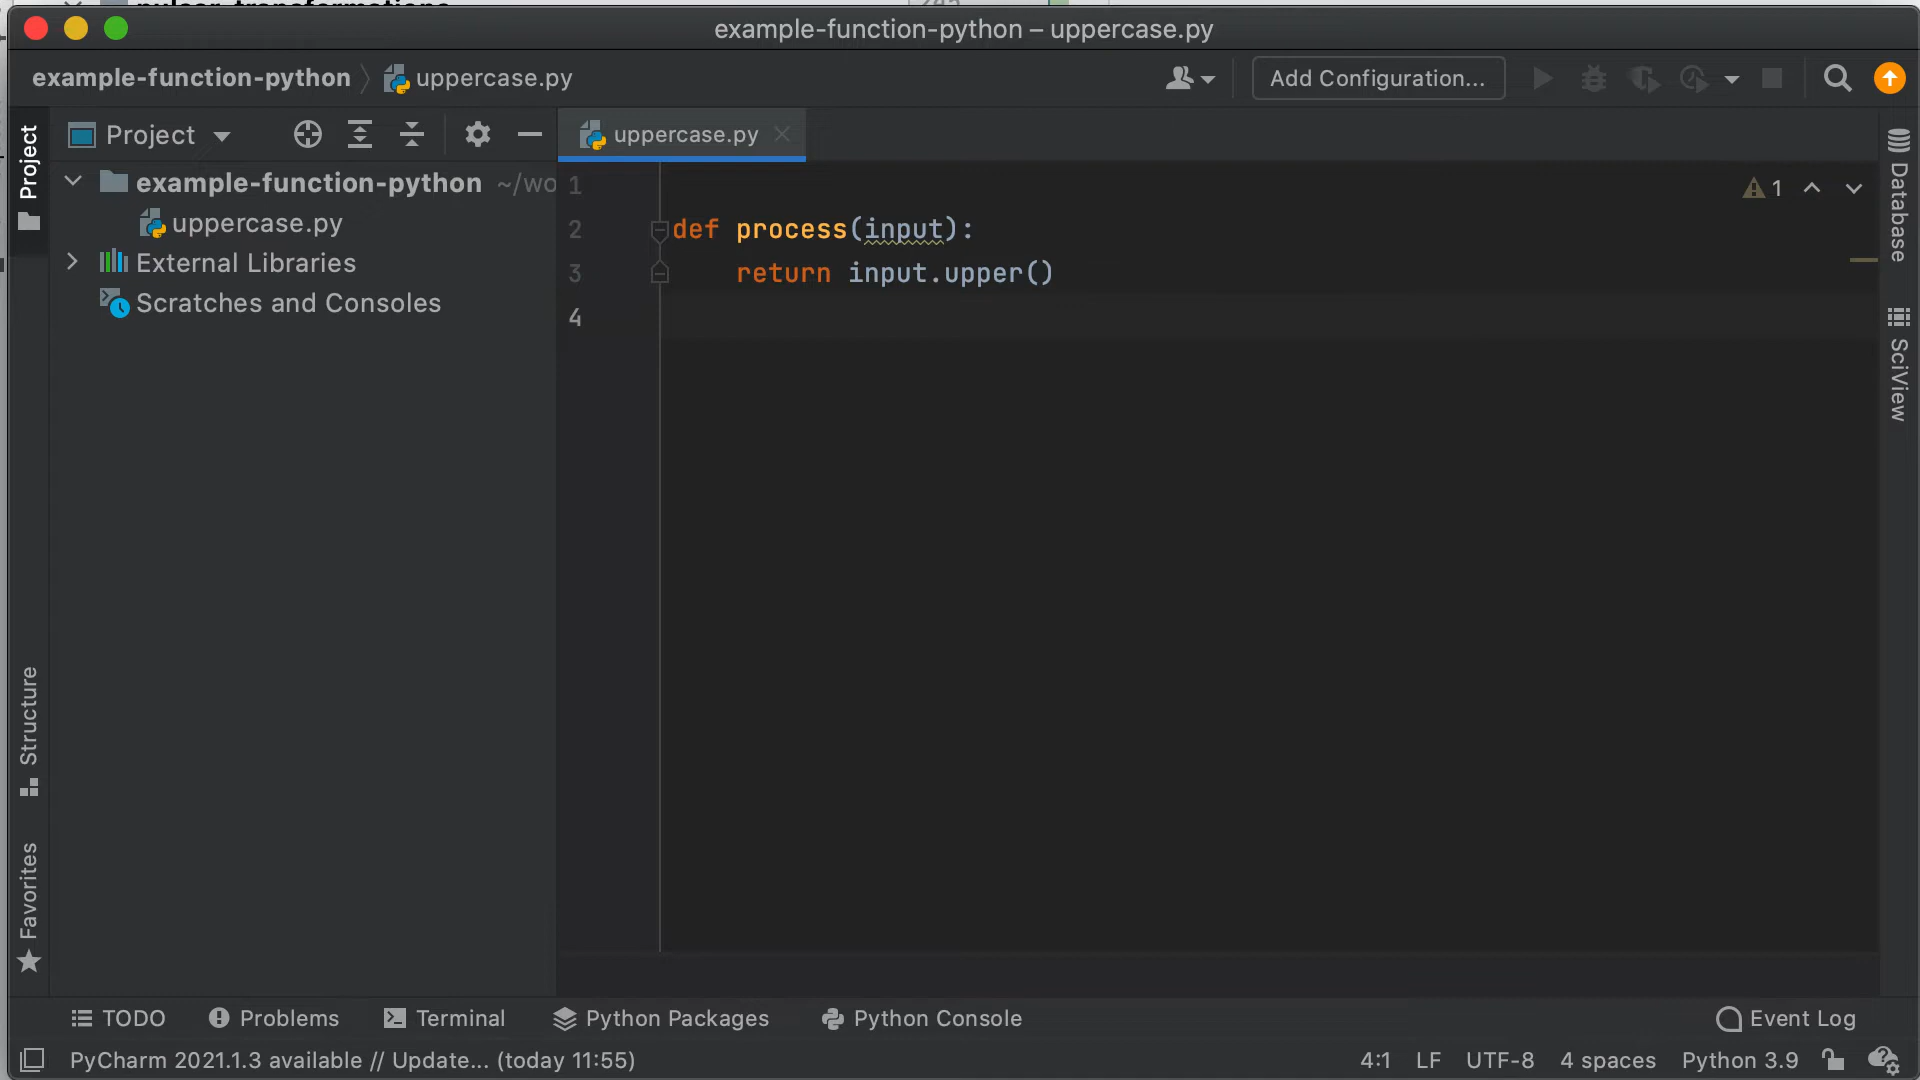 example-function-python – uppercase.py
example-function-python
uppercase.py
Add Configuration...
Project
Project
uppercase.py
example-function-python ~/wo
uppercase.py
External Libraries
Scratches and Consoles
1
2 def process(input):
3 return input.upper()
4
1
Database
SciView
Structure
Favorites
TODO
Problems
Terminal
Python Packages
Python Console
Event Log
PyCharm 2021.1.3 available // Update... (today 11:55)
4:1 LF UTF-8 4 spaces Python 3.9